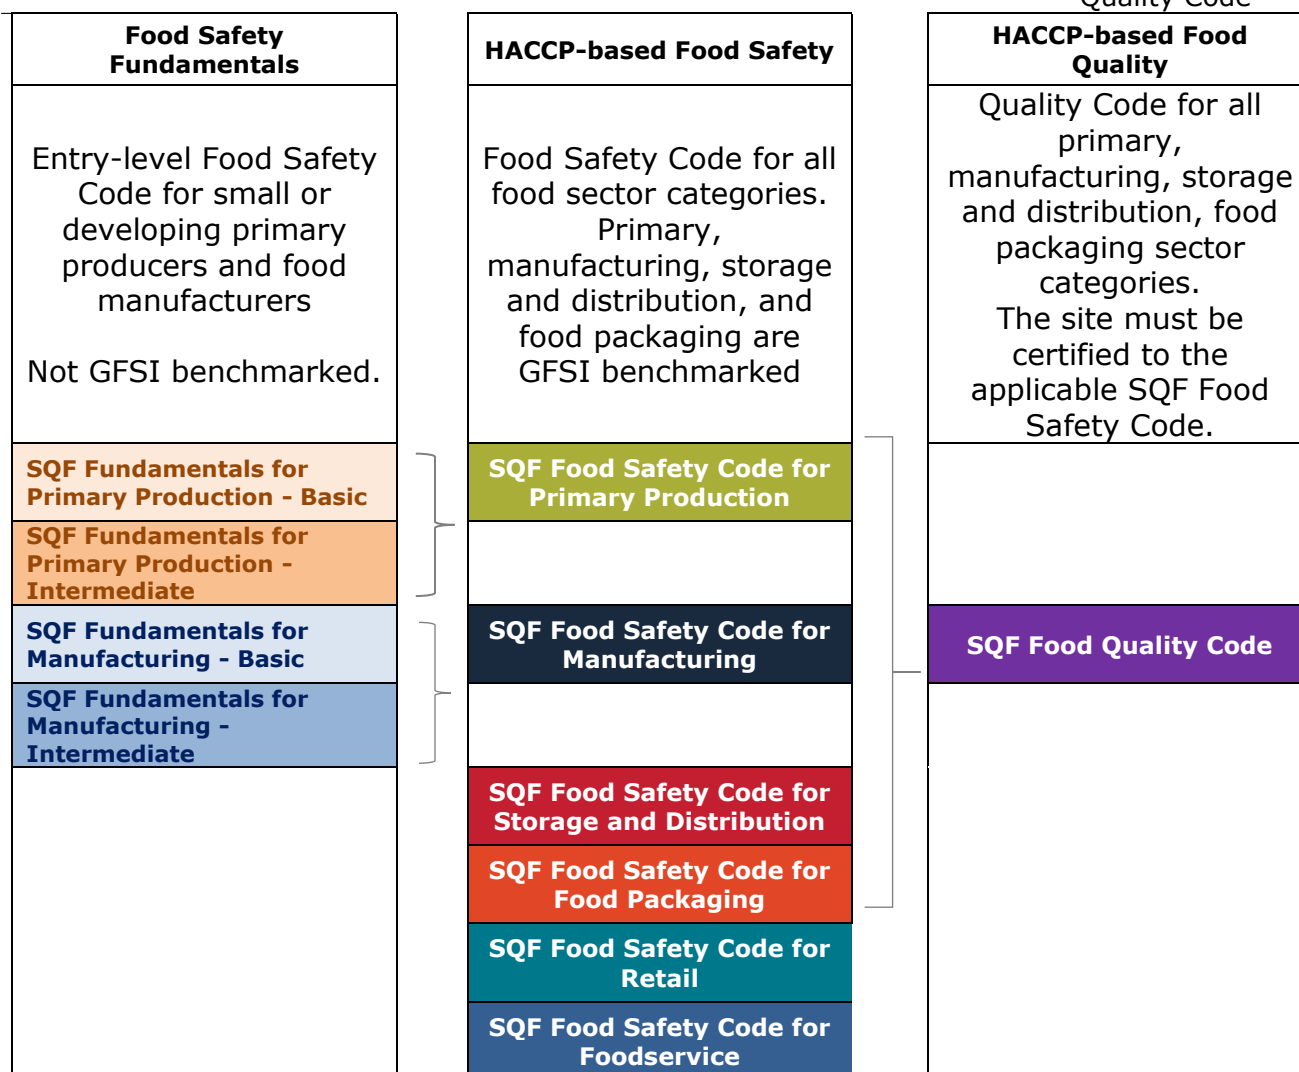 Quality Code
Food Safety
Fundamentals
Entry-level Food Safety
Code for small or
developing primary
producers and food
manufacturers
Not GFSI benchmarked.
SQF Fundamentals for
Primary Production - Basic
SQF Fundamentals for
Primary Production -
Intermediate
SQF Fundamentals for
Manufacturing - Basic
SQF Fundamentals for
Manufacturing -
Intermediate
HACCP-based Food Safety
Food Safety Code for all
food sector categories.
Primary,
manufacturing, storage
and distribution, and
food packaging are
GFSI benchmarked
SQF Food Safety Code for
Primary Production
SQF Food Safety Code for
Manufacturing
SQF Food Safety Code for
Storage and Distribution
SQF Food Safety Code for
Food Packaging
SQF Food Safety Code for
Retail
SQF Food Safety Code for
Foodservice
HACCP-based Food
Quality
Quality Code for all
primary,
manufacturing, storage
and distribution, food
packaging sector
categories.
The site must be
certified to the
applicable SQF Food
Safety Code.
SQF Food Quality Code